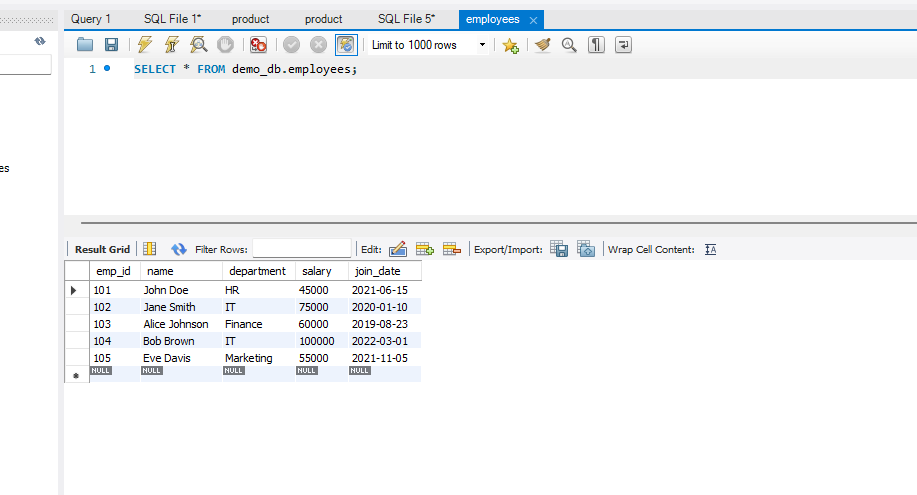 Query 1 SQL File 1* product product SQL File 5* employees
Limit to 1000 rows
1 SELECT * FROM demo_db.employees;
es
Result Grid Filter Rows: Edit: Export/Import: Wrap Cell Content:
emp_id name department salary join_date
101 John Doe HR 45000 2021-06-15
102 Jane Smith IT 75000 2020-01-10
103 Alice Johnson Finance 60000 2019-08-23
104 Bob Brown IT 100000 2022-03-01
105 Eve Davis Marketing 55000 2021-11-05
NULL NULL NULL NULL NULL